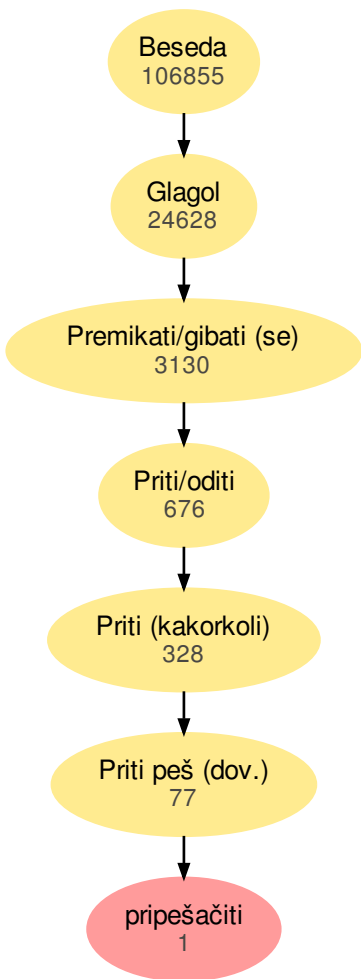 Beseda
106855
Glagol
24628
Premikati/gibati (se)
3130
Priti/oditi
676
Priti (kakorkoli)
328
Priti peš (dov.)
77
pripešačiti
1